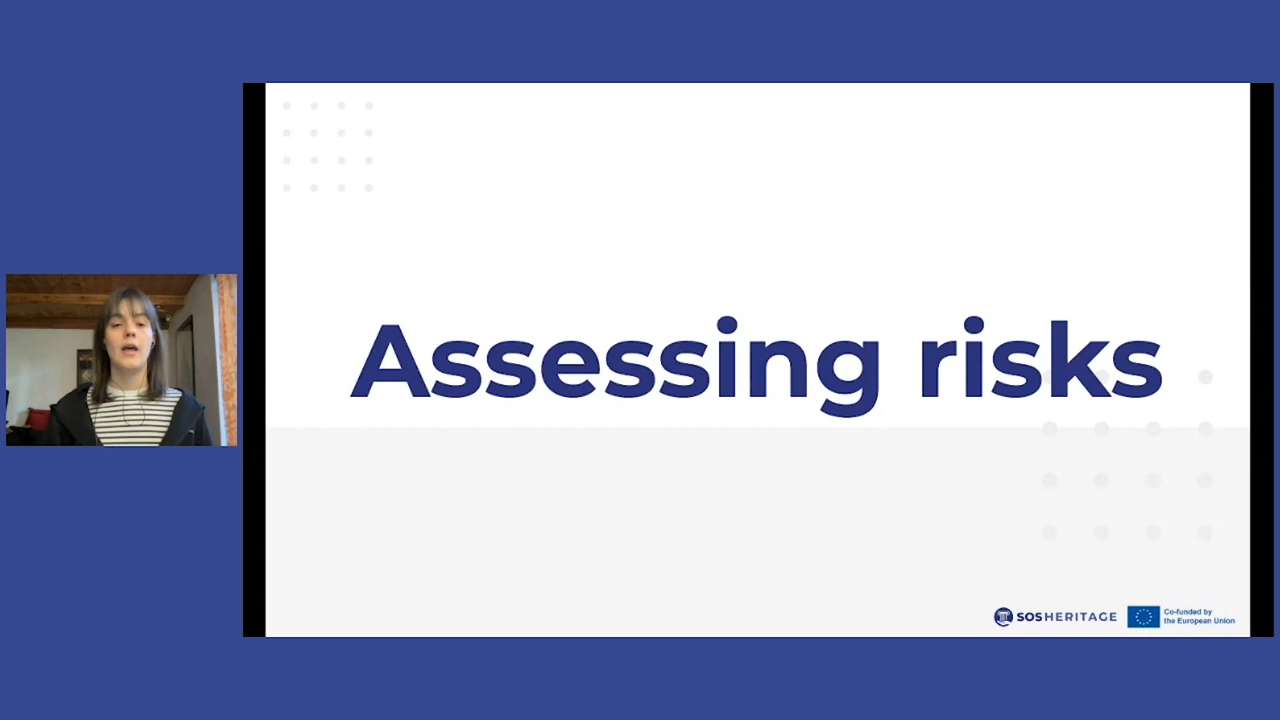 Assessing risks
SOSHERITAGE
Co-funded by
the European Union